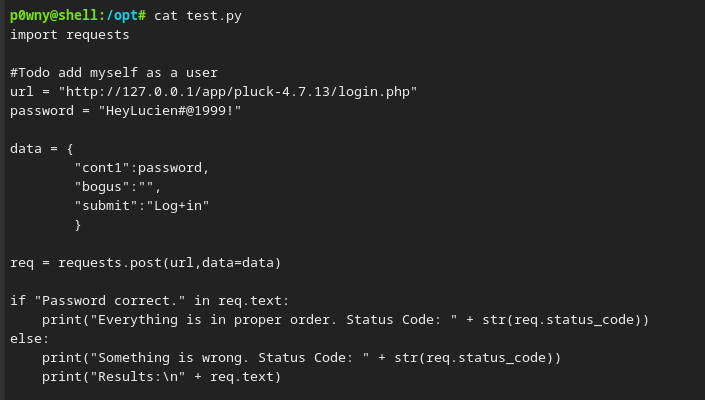 p0wny@shell:/opt# cat test.py
import requests

#Todo add myself as a user
url = "http://127.0.0.1/app/pluck-4.7.13/login.php"
password = "HeyLucien#@1999!"

data = {
        "cont1":password,
        "bogus":"",
        "submit":"Log+in"
        }

req = requests.post(url,data=data)

if "Password correct." in req.text:
    print("Everything is in proper order. Status Code: " + str(req.status_code))
else:
    print("Something is wrong. Status Code: " + str(req.status_code))
    print("Results:\n" + req.text)